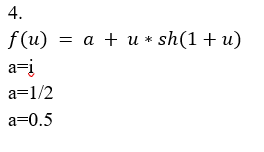 4.
f(u) = a + u * sh(1 + u)
a=i
a=1/2
a=0.5